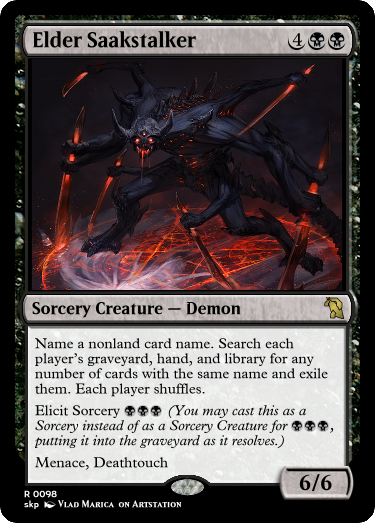 Elder Saakstalker 4
Sorcery Creature — Demon
Name a nonland card name. Search each
player's graveyard, hand, and library for any
number of cards with the same name and exile
them. Each player shuffles.
Elicit Sorcery (You may cast this as a
Sorcery instead of as a Sorcery Creature for ,
putting it into the graveyard as it resolves.)
Menace, Deathtouch
6/6
R 0098
skp Vlad Marica on Artstation